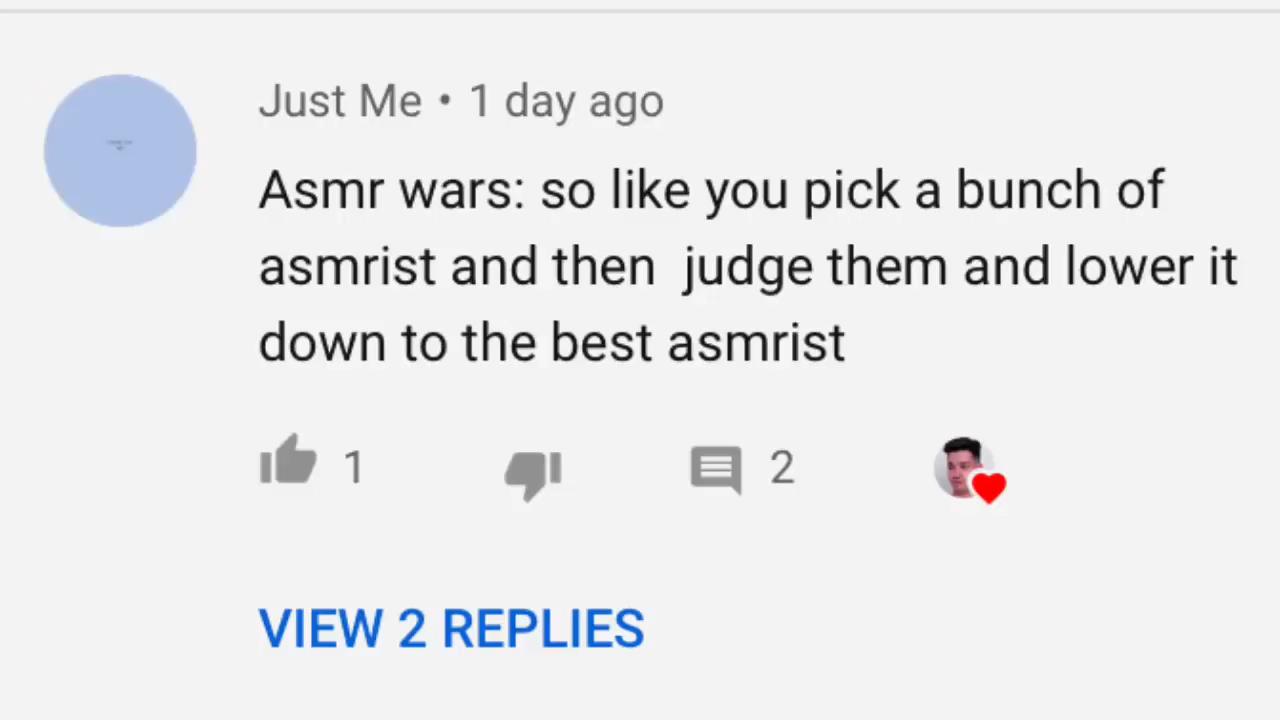 Just Me • 1 day ago
Asmr wars: so like you pick a bunch of
asmrist and then  judge them and lower it
down to the best asmrist
1
2
VIEW 2 REPLIES